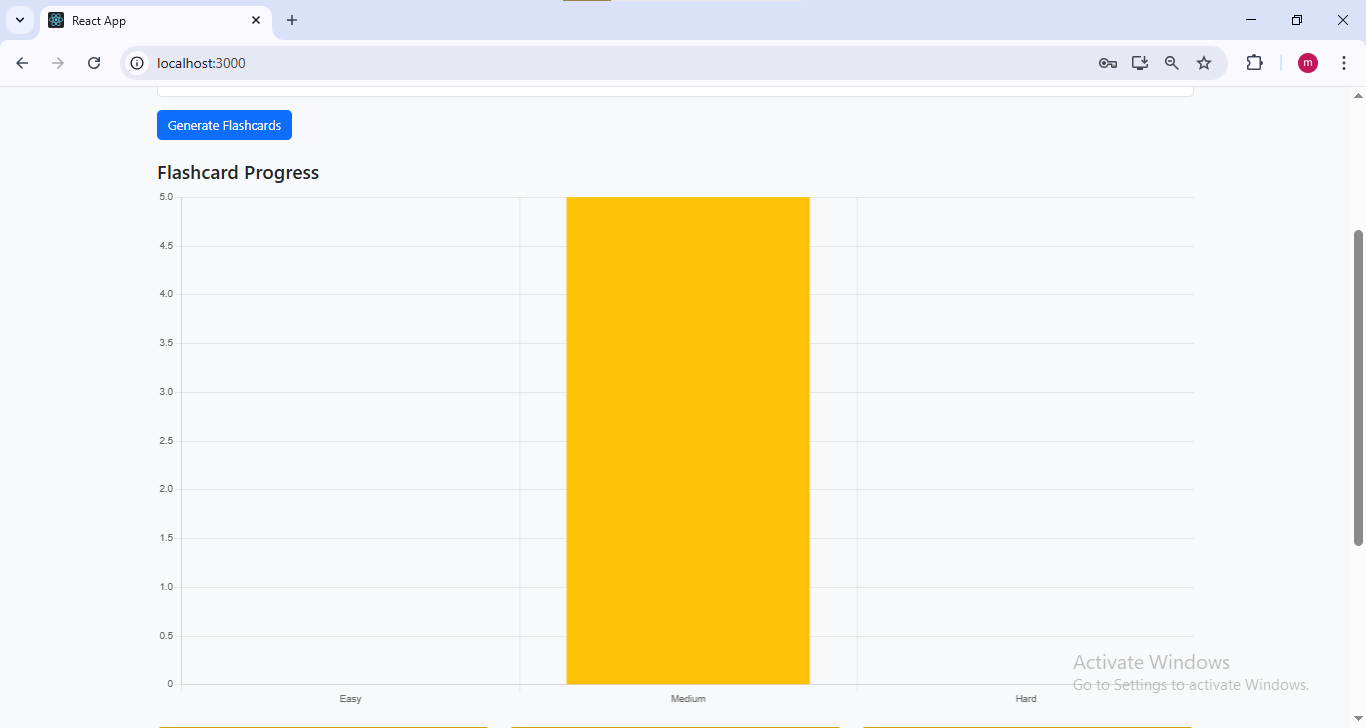 React App
localhost:3000
m
Generate Flashcards
Flashcard Progress
5.0
4.5
4.0
3.5
3.0
2.5
2.0
1.5
1.0
0.5
0
Easy
Medium
Hard
Activate Windows
Go to Settings to activate Windows.